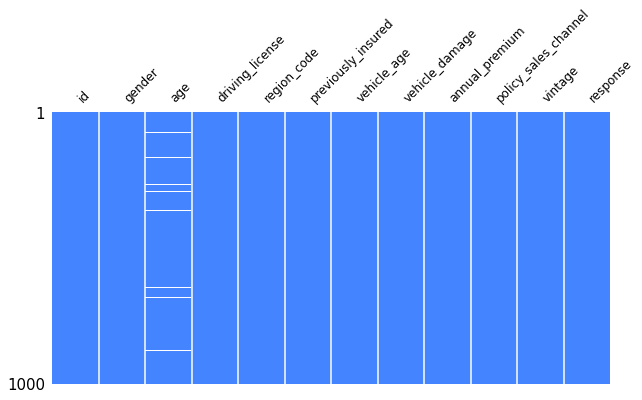 id
gender
age
driving_license
region_code
previously_insured
vehicle_age
vehicle_damage
annual_premium
policy_sales_channel
vintage
response
1
1000